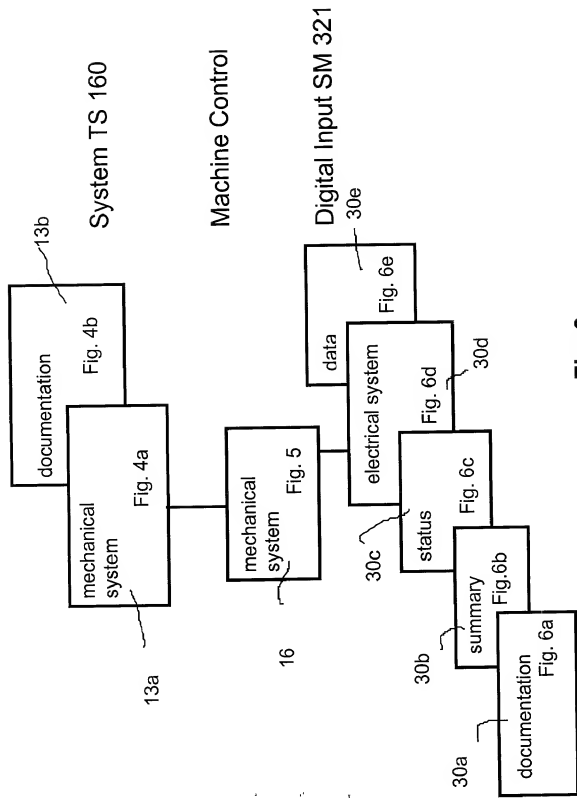 System TS 160
Machine Control
Digital Input SM 321
13b
documentation
Fig. 4b
mechanical
system
Fig. 4a
13a
mechanical
system
Fig. 5
16
30e
data
Fig. 6e
electrical system
Fig. 6d
30d
30c
status
Fig. 6c
30b
summary
Fig.6b
30a
documentation
Fig. 6a